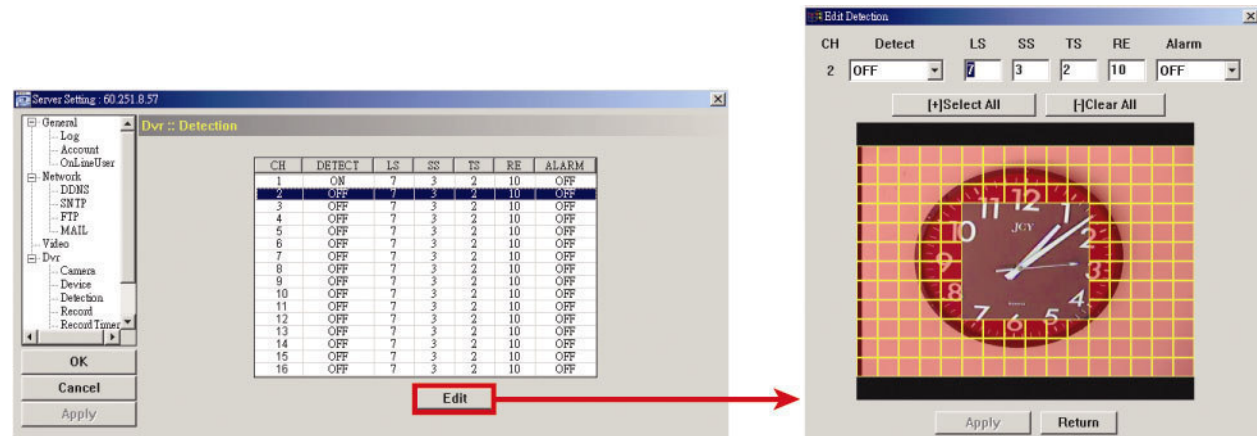 Server Setting : 60.251.8.57
General
Log
Account
OnLineUser
Network
DDNS
SNTP
FTP
MAIL
Video
Dvr
Camera
Device
Detection
Record
Record Timer
OK
Cancel
Apply
Dvr :: Detection
CH DETECT LS SS TS RE ALARM
1 ON 7 3 2 10 OFF
2 OFF 7 3 2 10 OFF
3 OFF 7 3 2 10 OFF
4 OFF 7 3 2 10 OFF
5 OFF 7 3 2 10 OFF
6 OFF 7 3 2 10 OFF
7 OFF 7 3 2 10 OFF
8 OFF 7 3 2 10 OFF
9 OFF 7 3 2 10 OFF
10 OFF 7 3 2 10 OFF
11 OFF 7 3 2 10 OFF
12 OFF 7 3 2 10 OFF
13 OFF 7 3 2 10 OFF
14 OFF 7 3 2 10 OFF
15 OFF 7 3 2 10 OFF
16 OFF 7 3 2 10 OFF
Edit
Edit Detection
CH Detect LS SS TS RE Alarm
2 OFF 7 3 2 10 OFF
[+]Select All [-]Clear All
12
11 1
JCY
10 2
9 3
8 4
7 6 5
Apply Return